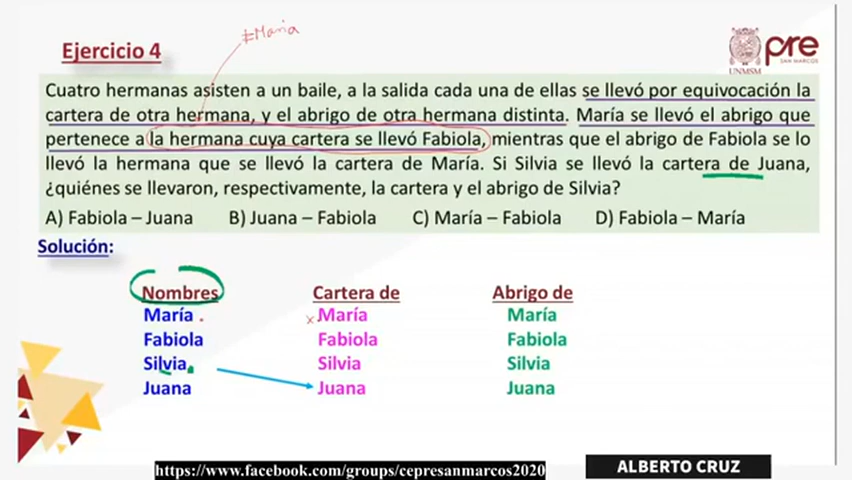 ≠María
Ejercicio 4
UNMSM
pre
SAN MARCOS
Cuatro hermanas asisten a un baile, a la salida cada una de ellas se llevó por equivocación la
cartera de otra hermana, y el abrigo de otra hermana distinta. María se llevó el abrigo que
pertenece a la hermana cuya cartera se llevó Fabiola, mientras que el abrigo de Fabiola se lo
llevó la hermana que se llevó la cartera de María. Si Silvia se llevó la cartera de Juana,
¿quiénes se llevaron, respectivamente, la cartera y el abrigo de Silvia?
A) Fabiola – Juana B) Juana – Fabiola C) María – Fabiola D) Fabiola – María
Solución:
Nombres Cartera de Abrigo de
María x María María
Fabiola Fabiola Fabiola
Silvia Silvia Silvia
Juana Juana Juana
https://www.facebook.com/groups/cepresanmarcos2020
ALBERTO CRUZ